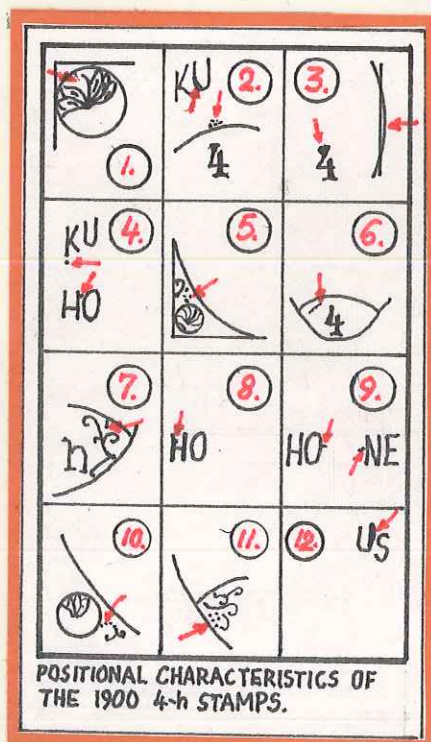 1.
KU 2.
4
3.
4
4.
KU
HO
5.
6.
4
7.
n
8.
HO
9.
HO NE
10.
11.
12. US
POSITIONAL CHARACTERISTICS OF
THE 1900 4-h STAMPS.